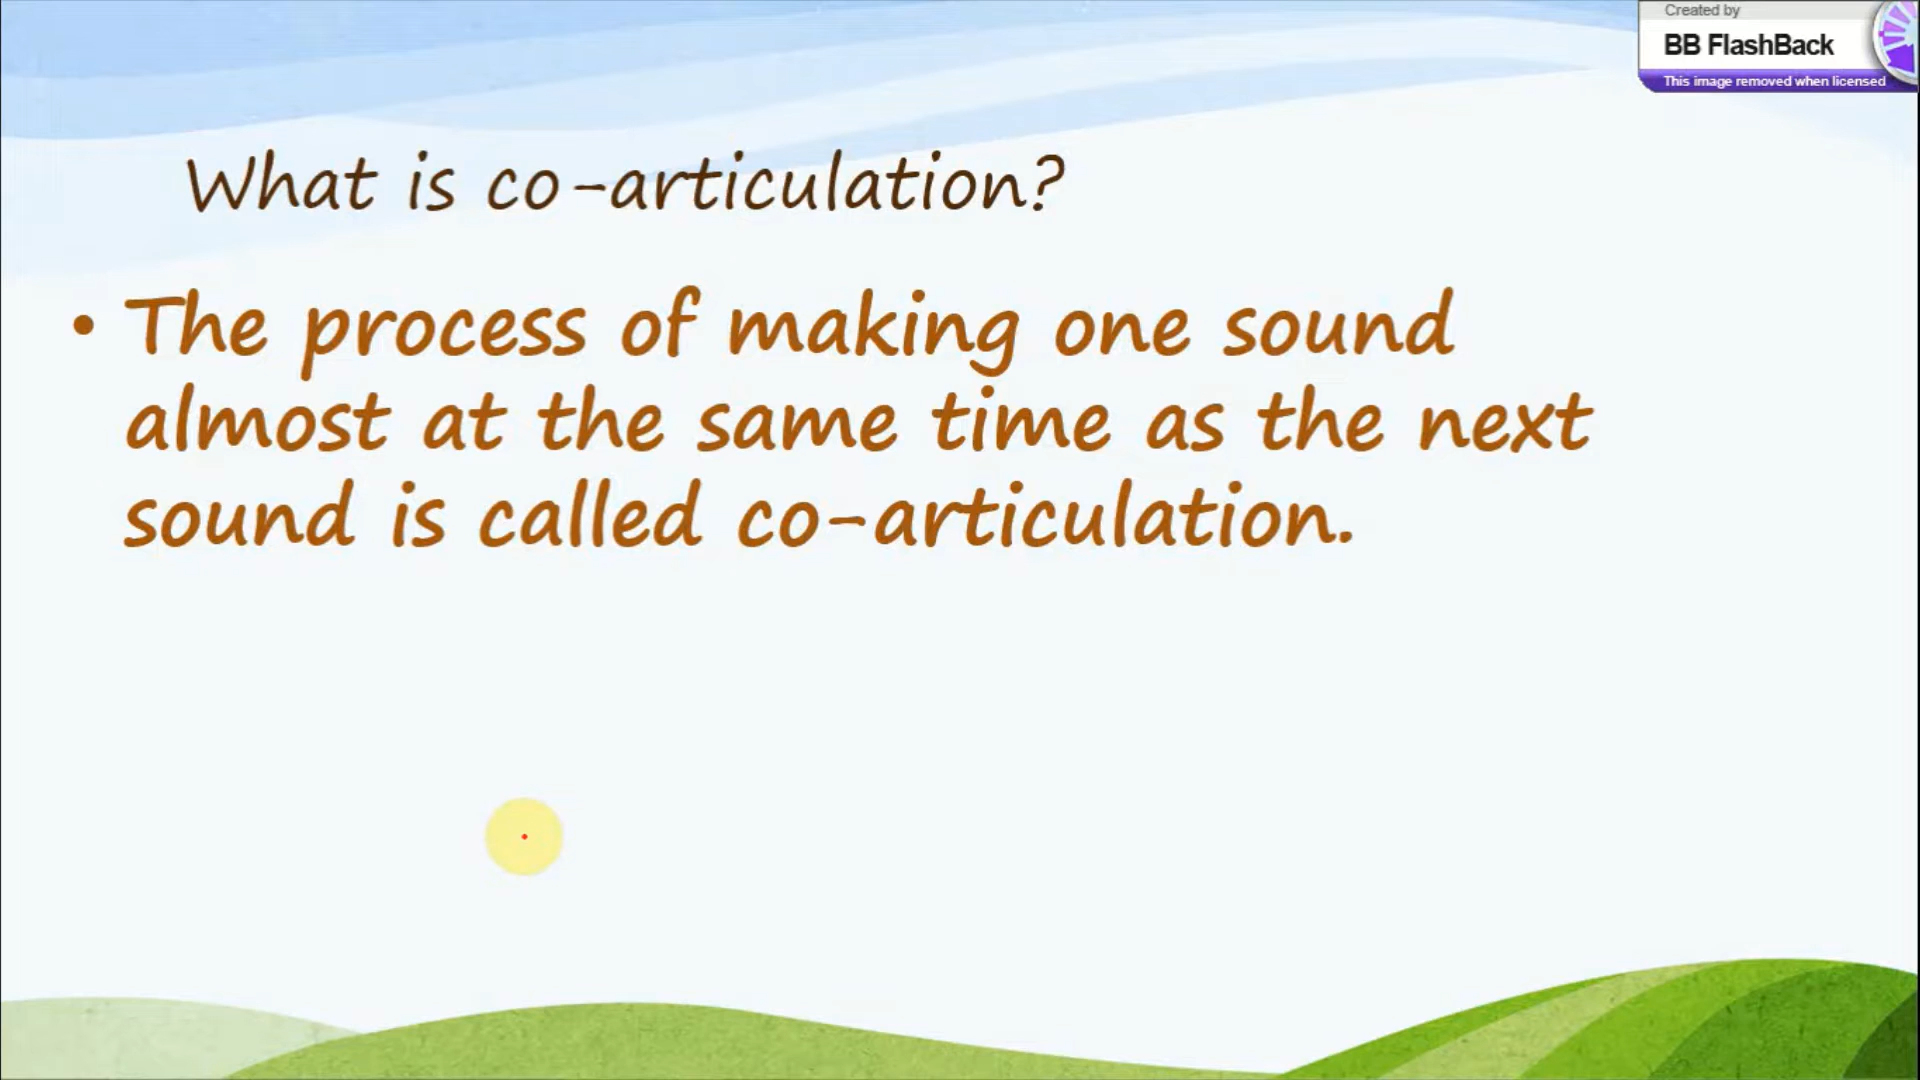 Created by
BB FlashBack
This image removed when licensed
What is co-articulation?
• The process of making one sound
almost at the same time as the next
sound is called co-articulation.